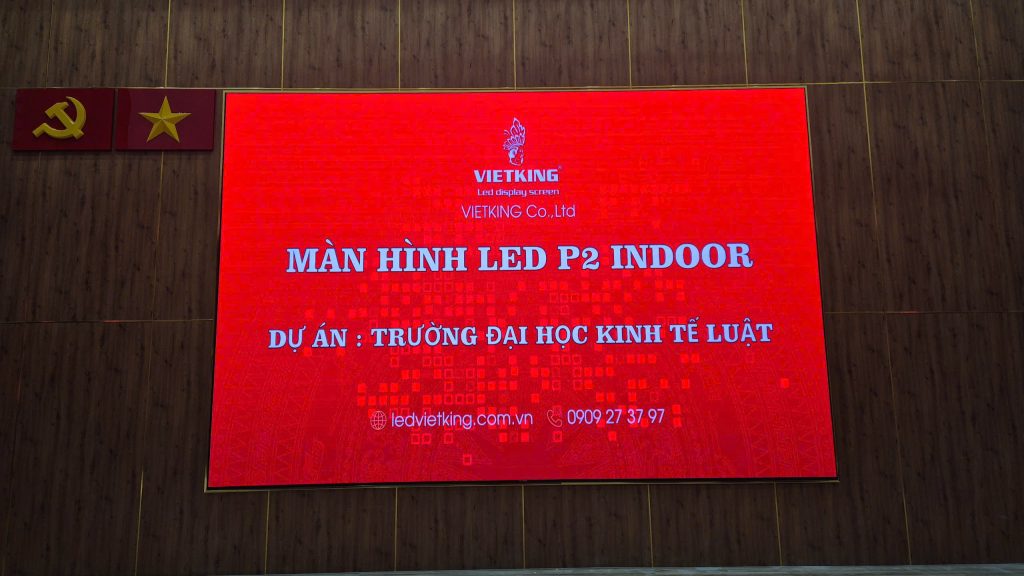 VIETKING®
Led display screen
VIETKING Co.,Ltd
MÀN HÌNH LED P2 INDOOR
DỰ ÁN : TRƯỜNG ĐẠI HỌC KINH TẾ LUẬT
ledvietking.com.vn 0909 27 37 97